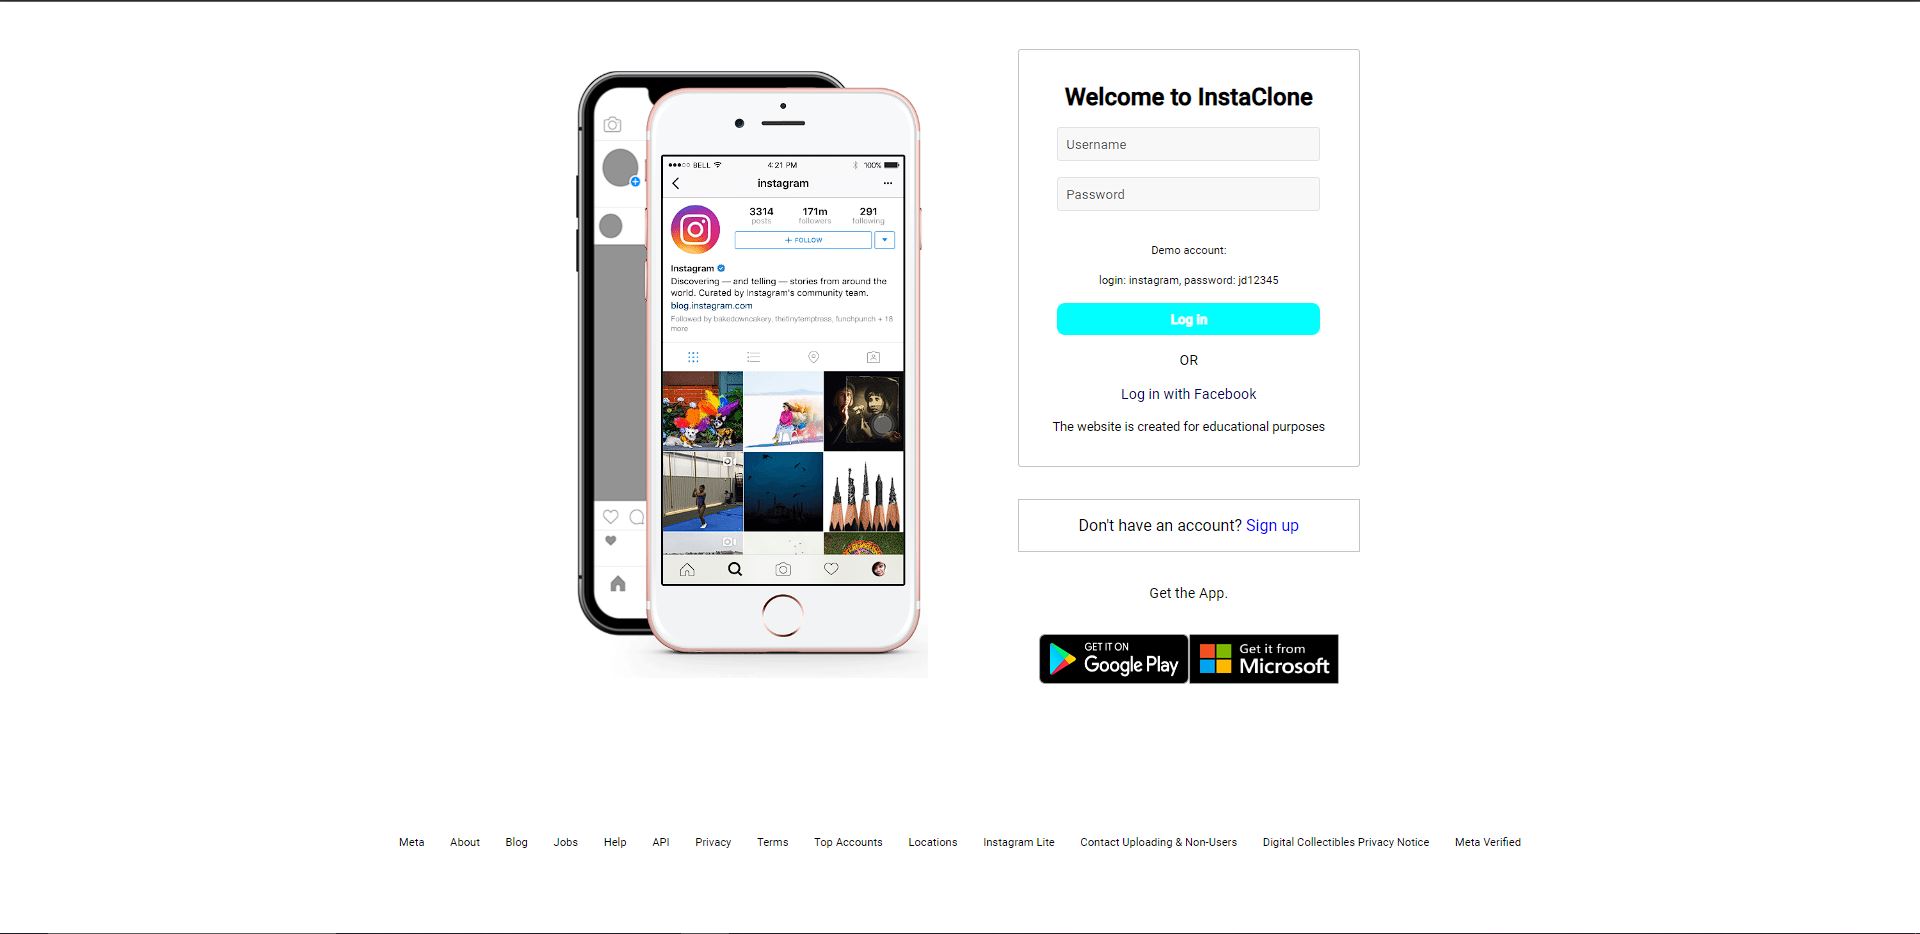 BELL
4:21 PM
100%
instagram
3314
171m
291
posts
followers
following
+ FOLLOW
Instagram
Discovering — and telling — stories from around the
world. Curated by Instagram's community team.
blog.instagram.com
Followed by bakedowncakery, thetinytemptress, lunchpunch + 18
more
Welcome to InstaClone
Username
Password
Demo account:
login: instagram, password: jd12345
Log in
OR
Log in with Facebook
The website is created for educational purposes
Don't have an account? Sign up
Get the App.
GET IT ON
Google Play
Get it from
Microsoft
Meta About Blog Jobs Help API Privacy Terms Top Accounts Locations Instagram Lite Contact Uploading & Non-Users Digital Collectibles Privacy Notice Meta Verified